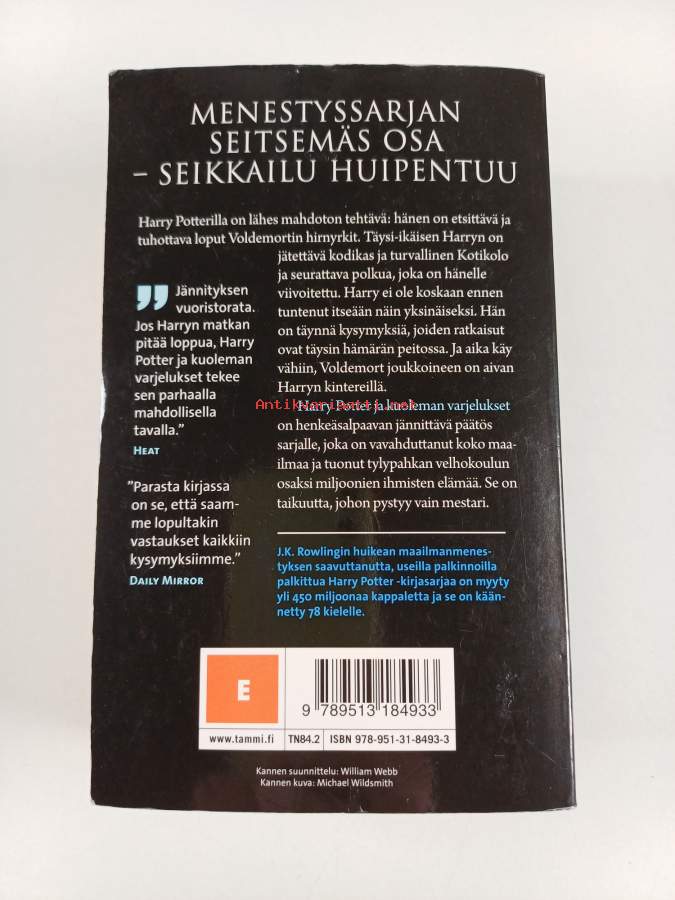 MENESTYSSARJAN
SEITSEMÄS OSA
– SEIKKAILU HUIPENTUU
Harry Potterilla on lähes mahdoton tehtävä: hänen on etsittävä ja
tuhottava loput Voldemortin hirnyrkit. Täysi-ikäisen Harryn on
jätettävä kodikas ja turvallinen Kotikolo
ja seurattava polkua, joka on hänelle
viivoitettu. Harry ei ole koskaan ennen
tuntenut itseään näin yksinäiseksi. Hän
on täynnä kysymyksiä, joiden ratkaisut
ovat täysin hämärän peitossa. Ja aika käy
vähiin, Voldemort joukkoineen on aivan
Harryn kintereillä.
Harry Potter ja kuoleman varjelukset
on henkeäsalpaavan jännittävä päätös
sarjalle, joka on vavahduttanut koko maa-
ilmaa ja tuonut tylypahkan velhokoulun
osaksi miljoonien ihmisten elämää. Se on
taikuutta, johon pystyy vain mestari.
” Jännityksen
vuoristorata.
Jos Harryn matkan
pitää loppua, Harry
Potter ja kuoleman
varjelukset tekee
sen parhaalla
mahdollisella
tavalla.”
HEAT
”Parasta kirjassa
on se, että saam-
me lopultakin
vastaukset kaikkiin
kysymyksiimme.”
DAILY MIRROR
J.K. Rowlingin huikean maailmanmenes-
tyksen saavuttanutta, useilla palkinnoilla
palkittua Harry Potter -kirjasarjaa on myyty
yli 450 miljoonaa kappaletta ja se on kään-
netty 78 kielelle.
E
9 789513 184933
www.tammi.fi TN84.2 ISBN 978-951-31-8493-3
Kannen suunnittelu: William Webb
Kannen kuva: Michael Wildsmith